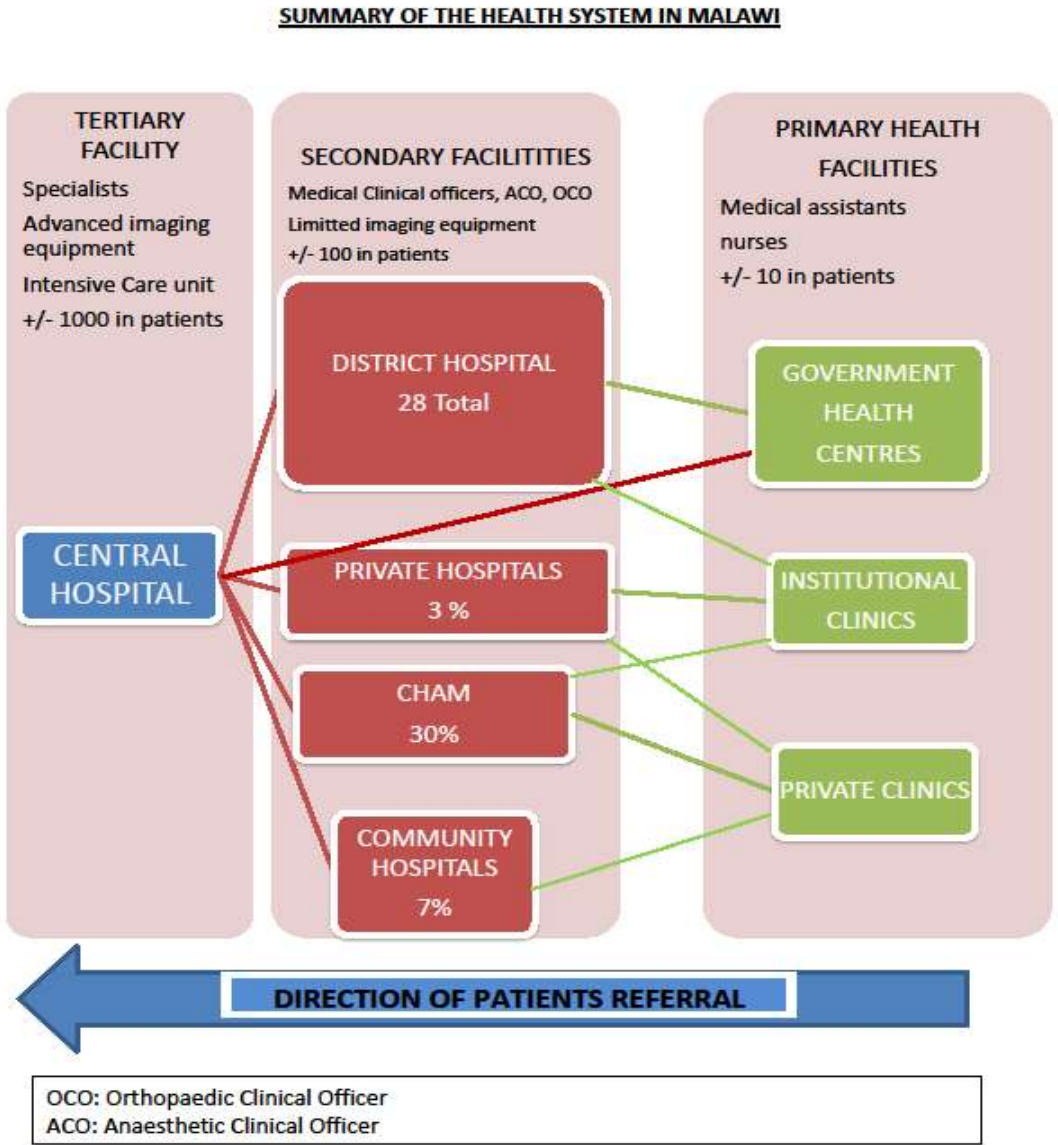 SUMMARY OF THE HEALTH SYSTEM IN MALAWI
TERTIARY
FACILITY
Specialists
Advanced imaging
equipment
Intensive Care unit
+/- 1000 in patients
SECONDARY FACILITITIES
Medical Clinical officers, ACO, OCO
Limitted imaging equipment
+/- 100 in patients
PRIMARY HEALTH
FACILITIES
Medical assistants
nurses
+/- 10 in patients
CENTRAL
HOSPITAL
DISTRICT HOSPITAL
28 Total
PRIVATE HOSPITALS
3 %
CHAM
30%
COMMUNITY
HOSPITALS
7%
GOVERNMENT
HEALTH
CENTRES
INSTITUTIONAL
CLINICS
PRIVATE CLINICS
DIRECTION OF PATIENTS REFERRAL
OCO: Orthopaedic Clinical Officer
ACO: Anaesthetic Clinical Officer